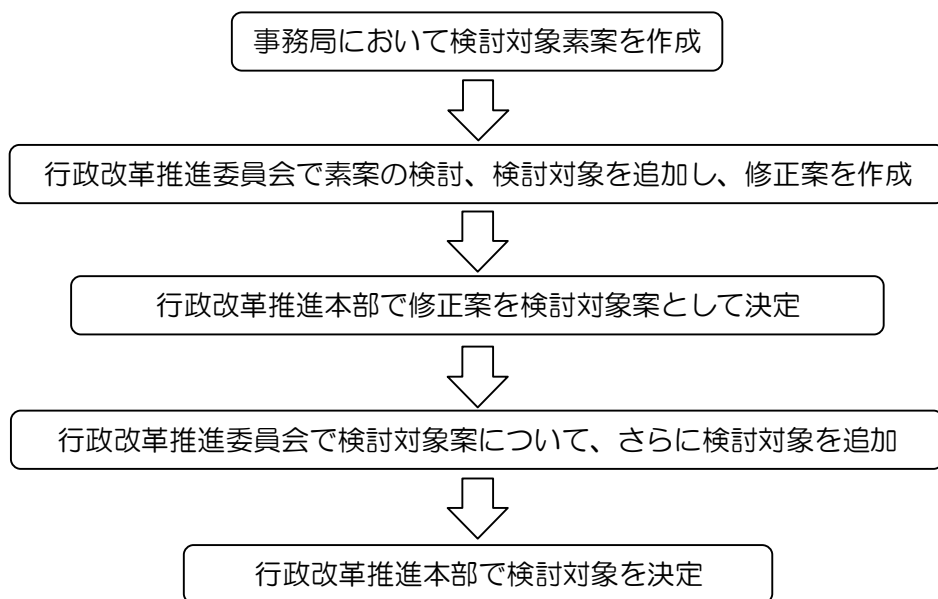 事務局において検討対象素案を作成
行政改革推進委員会で素案の検討、検討対象を追加し、修正案を作成
行政改革推進本部で修正案を検討対象案として決定
行政改革推進委員会で検討対象案について、さらに検討対象を追加
行政改革推進本部で検討対象を決定